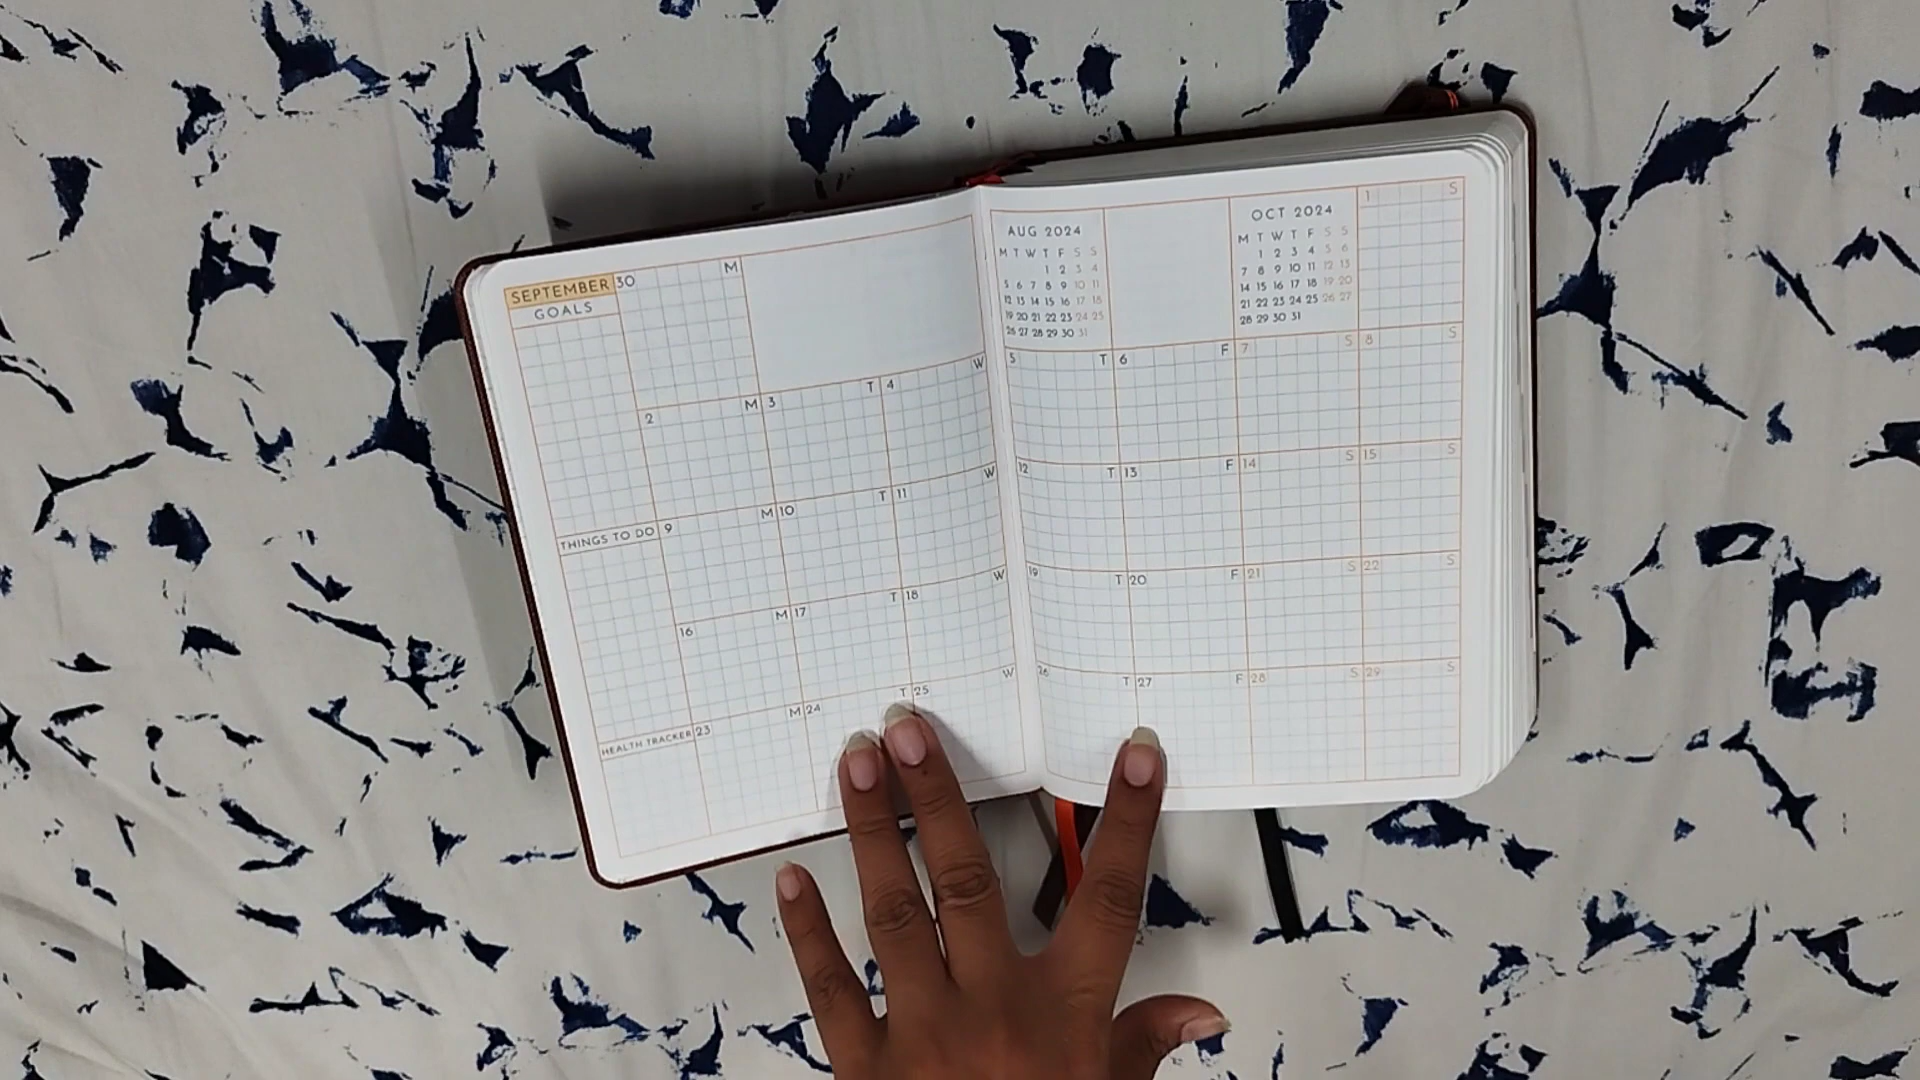 SEPTEMBER
GOALS
30 M
AUG 2024
M T W T F S S
1 2 3 4
5 6 7 8 9 10 11
12 13 14 15 16 17 18
19 20 21 22 23 24 25
26 27 28 29 30 31
OCT 2024
M T W T F S S
1 2 3 4 5 6
7 8 9 10 11 12 13
14 15 16 17 18 19 20
21 22 23 24 25 26 27
28 29 30 31
1 S
2 M 3 T 4 W 5 T 6 F 7 S 8 S
THINGS TO DO
9 M 10 T 11 W 12 T 13 F 14 S 15 S
16 M 17 T 18 W 19 T 20 F 21 S 22 S
HEALTH TRACKER
23 M 24 T 25 W 26 T 27 F 28 S 29 S